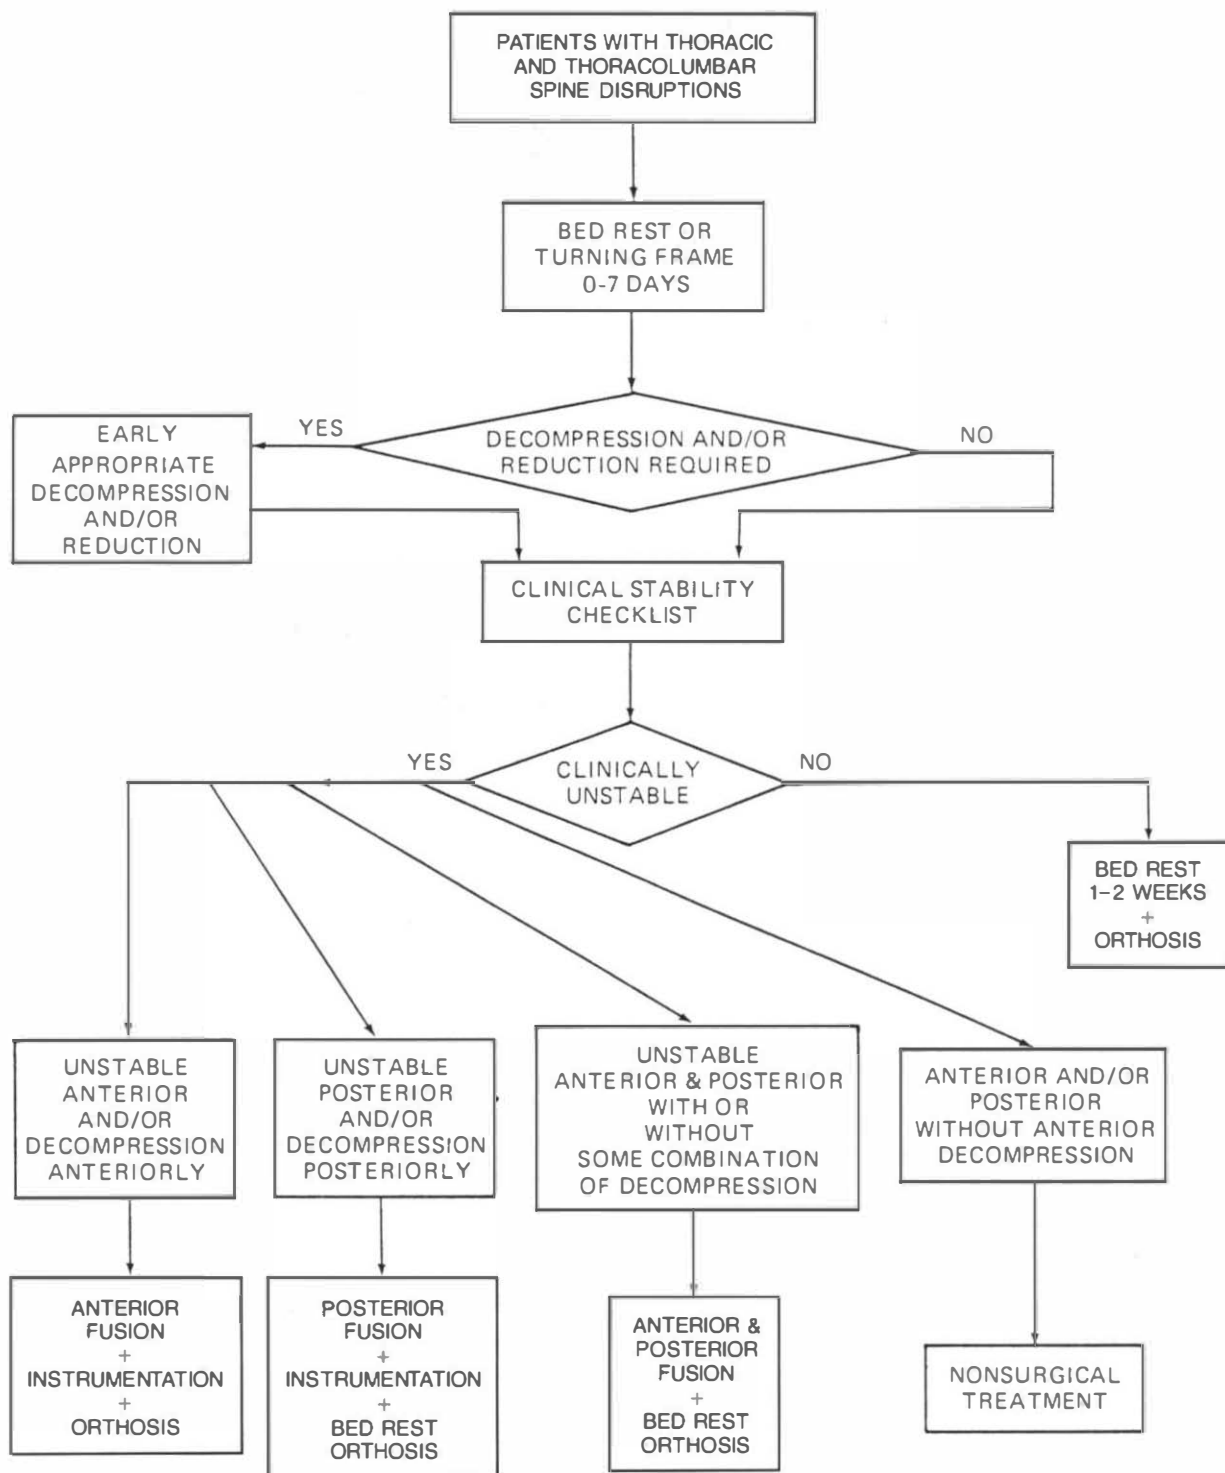 PATIENTS WITH THORACIC
AND THORACOLUMBAR
SPINE DISRUPTIONS
BED REST OR
TURNING FRAME
0-7 DAYS
YES
DECOMPRESSION AND/OR
REDUCTION REQUIRED
NO
EARLY
APPROPRIATE
DECOMPRESSION
AND/OR
REDUCTION
CLINICAL STABILITY
CHECKLIST
YES
CLINICALLY
UNSTABLE
NO
BED REST
1-2 WEEKS
+
ORTHOSIS
UNSTABLE
ANTERIOR
AND/OR
DECOMPRESSION
ANTERIORLY
UNSTABLE
POSTERIOR
AND/OR
DECOMPRESSION
POSTERIORLY
UNSTABLE
ANTERIOR & POSTERIOR
WITH OR
WITHOUT
SOME COMBINATION
OF DECOMPRESSION
ANTERIOR AND/OR
POSTERIOR
WITHOUT ANTERIOR
DECOMPRESSION
ANTERIOR
FUSION
+
INSTRUMENTATION
+
ORTHOSIS
POSTERIOR
FUSION
+
INSTRUMENTATION
+
BED REST
ORTHOSIS
ANTERIOR &
POSTERIOR
FUSION
+
BED REST
ORTHOSIS
NONSURGICAL
TREATMENT